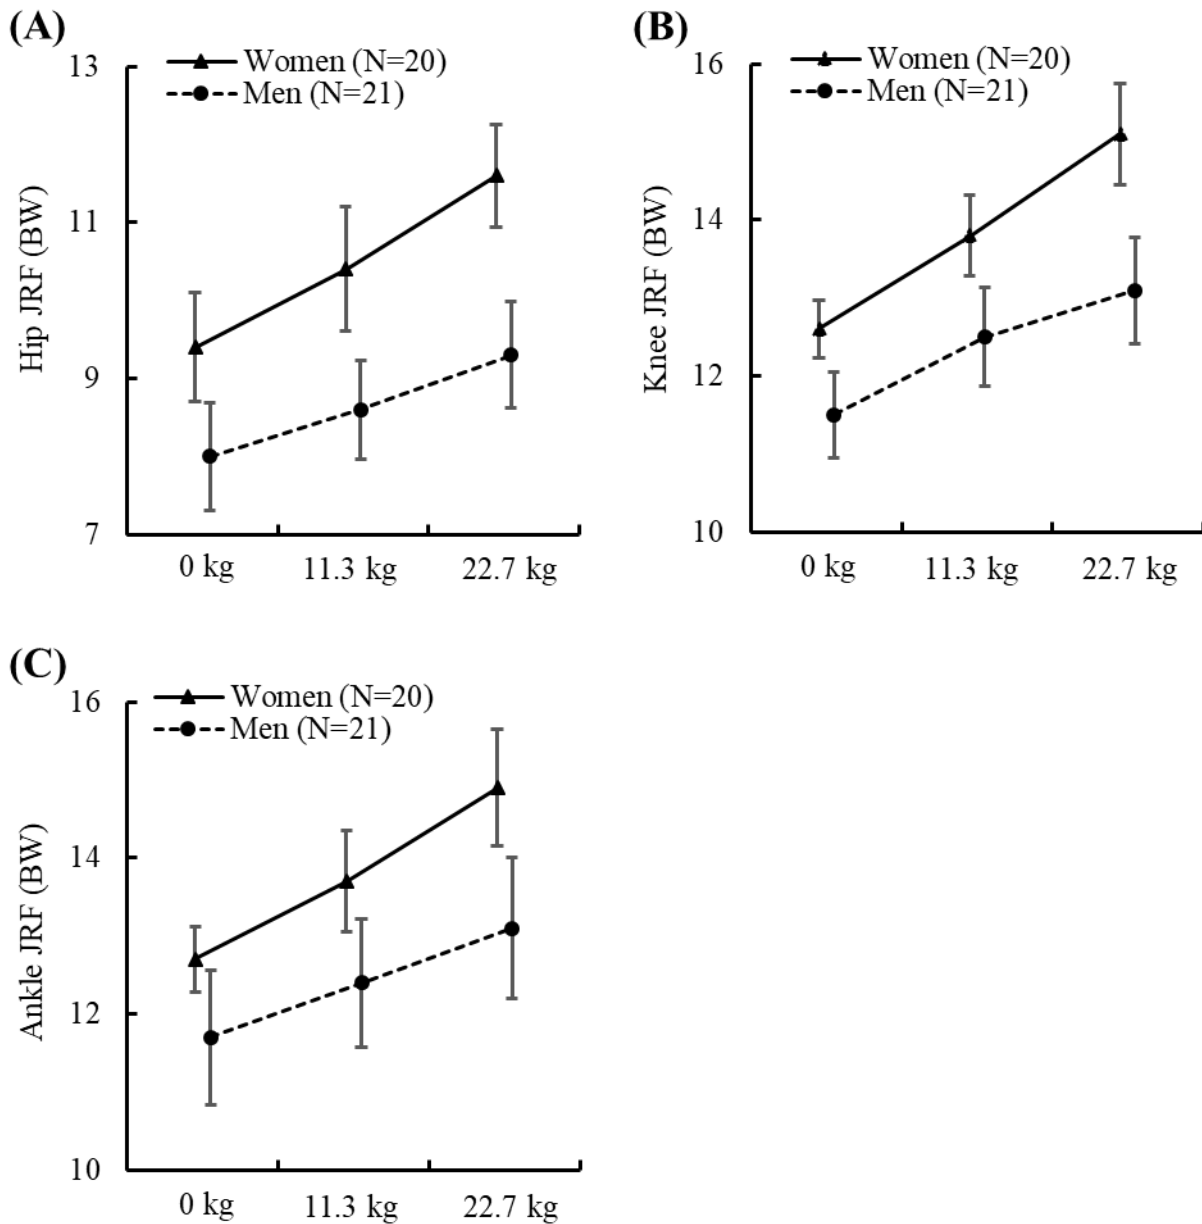 (A)
Women (N=20)
Men (N=21)
13
11
9
7
Hip JRF (BW)
0 kg
11.3 kg
22.7 kg
(B)
Women (N=20)
Men (N=21)
16
14
12
10
Knee JRF (BW)
0 kg
11.3 kg
22.7 kg
(C)
Women (N=20)
Men (N=21)
16
14
12
10
Ankle JRF (BW)
0 kg
11.3 kg
22.7 kg